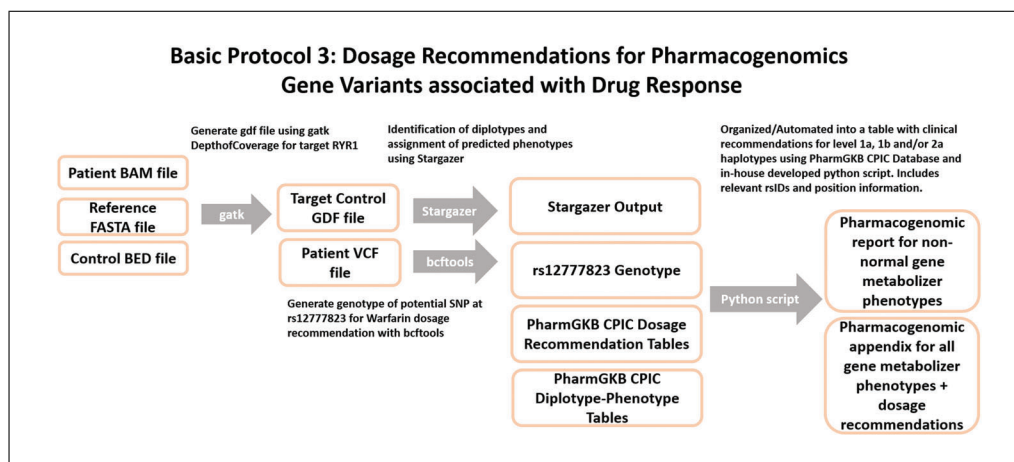 Basic Protocol 3: Dosage Recommendations for Pharmacogenomics
Gene Variants associated with Drug Response
Generate gdf file using gatk
DepthofCoverage for target RYR1
Identification of diplotypes and
assignment of predicted phenotypes
using Stargazer
Organized/Automated into a table with clinical
recommendations for level 1a, 1b and/or 2a
haplotypes using PharmGKB CPIC Database and
in-house developed python script. Includes
relevant rsIDs and position information.
Patient BAM file
Reference
FASTA file
Control BED file
gatk
Target Control
GDF file
Patient VCF
file
Generate genotype of potential SNP at
rs12777823 for Warfarin dosage
recommendation with bcftools
Stargazer
bcftools
Stargazer Output
rs12777823 Genotype
PharmGKB CPIC Dosage
Recommendation Tables
PharmGKB CPIC
Diplotype-Phenotype
Tables
Python script
Pharmacogenomic
report for non-
normal gene
metabolizer
phenotypes
Pharmacogenomic
appendix for all
gene metabolizer
phenotypes +
dosage
recommendations